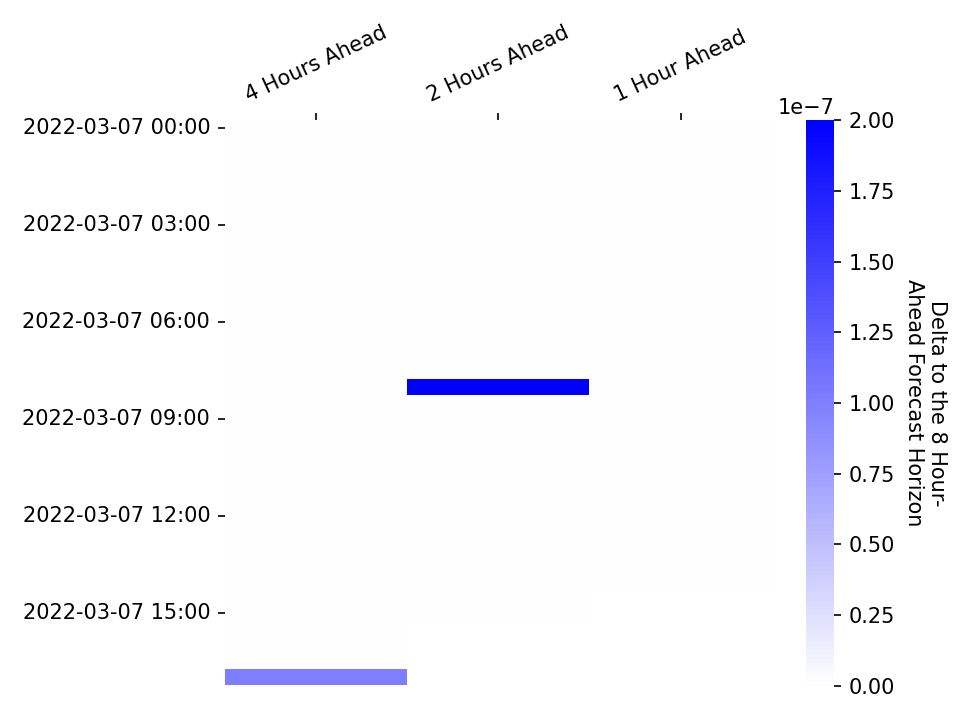 4 Hours Ahead
2 Hours Ahead
1 Hour Ahead
1e−7
2022-03-07 00:00
2022-03-07 03:00
2022-03-07 06:00
2022-03-07 09:00
2022-03-07 12:00
2022-03-07 15:00
2.00
1.75
1.50
1.25
1.00
0.75
0.50
0.25
0.00
Delta to the 8 Hour-
Ahead Forecast Horizon